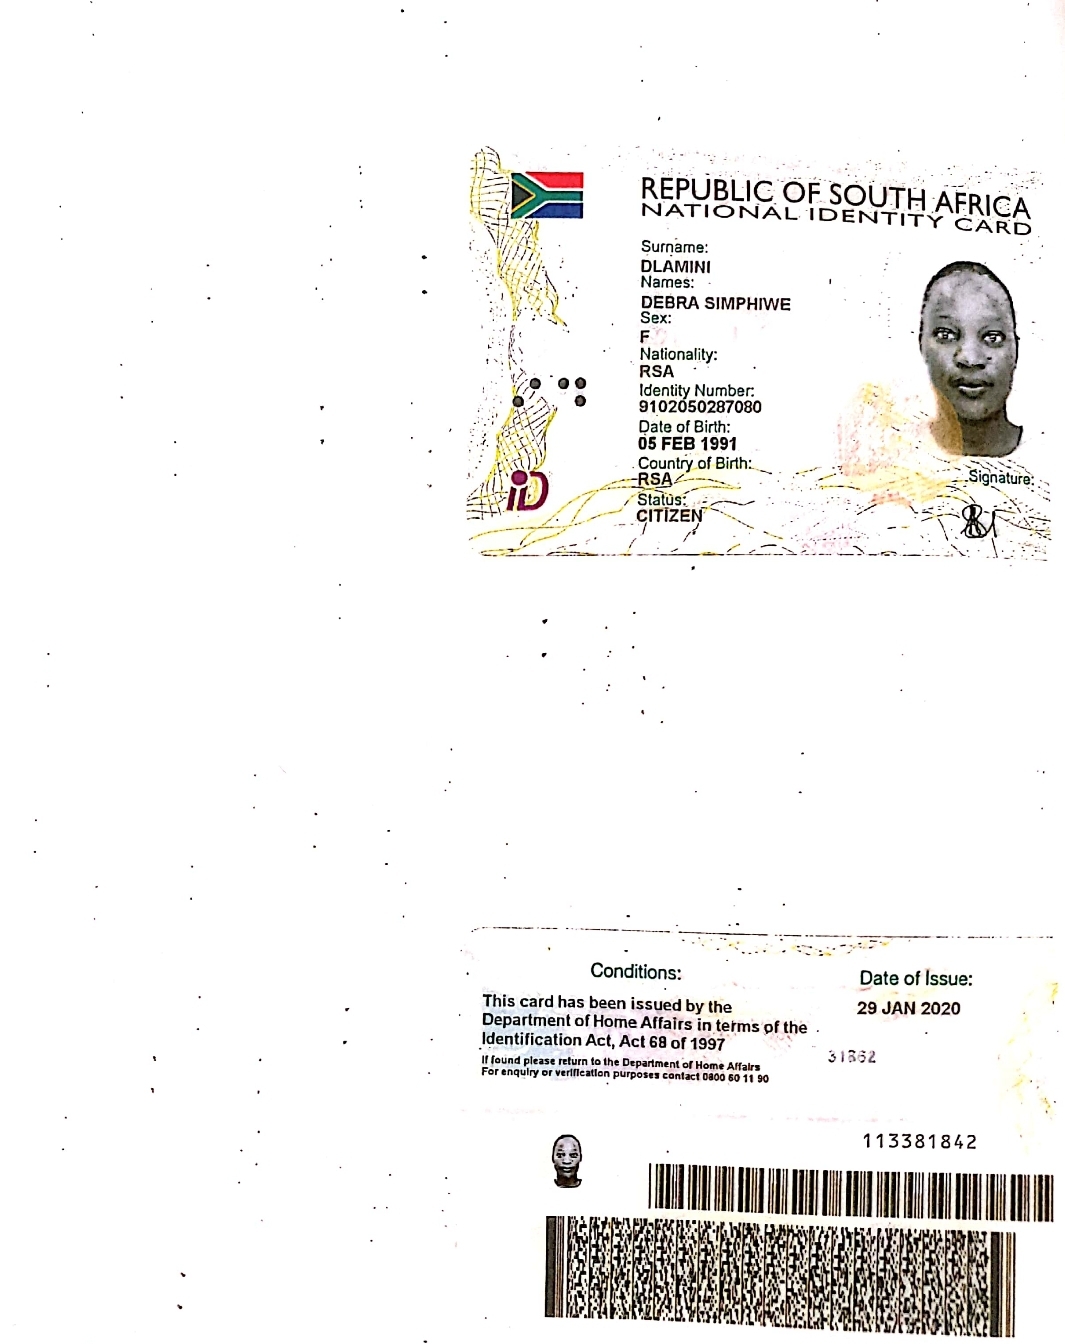 REPUBLIC OF SOUTH AFRICA
NATIONAL IDENTITY CARD
Surname:
DLAMINI
Names:
DEBRA SIMPHIWE
Sex:
F
Nationality:
RSA
Identity Number:
9102050287080
Date of Birth:
05 FEB 1991
Country of Birth:
RSA
Status:
CITIZEN
Signature:
iD
Conditions:
This card has been issued by the
Department of Home Affairs in terms of the
Identification Act, Act 68 of 1997
If found please return to the Department of Home Affairs
For enquiry or verification purposes contact 0800 60 11 90
Date of Issue:
29 JAN 2020
113381842